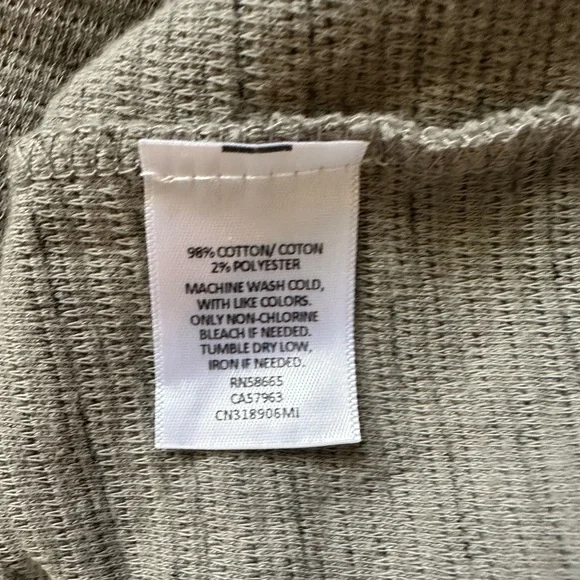 98% COTTON/ COTON
2% POLYESTER
MACHINE WASH COLD,
WITH LIKE COLORS.
ONLY NON-CHLORINE
BLEACH IF NEEDED.
TUMBLE DRY LOW,
IRON IF NEEDED.
RN58665
CA57963
CN318906MI